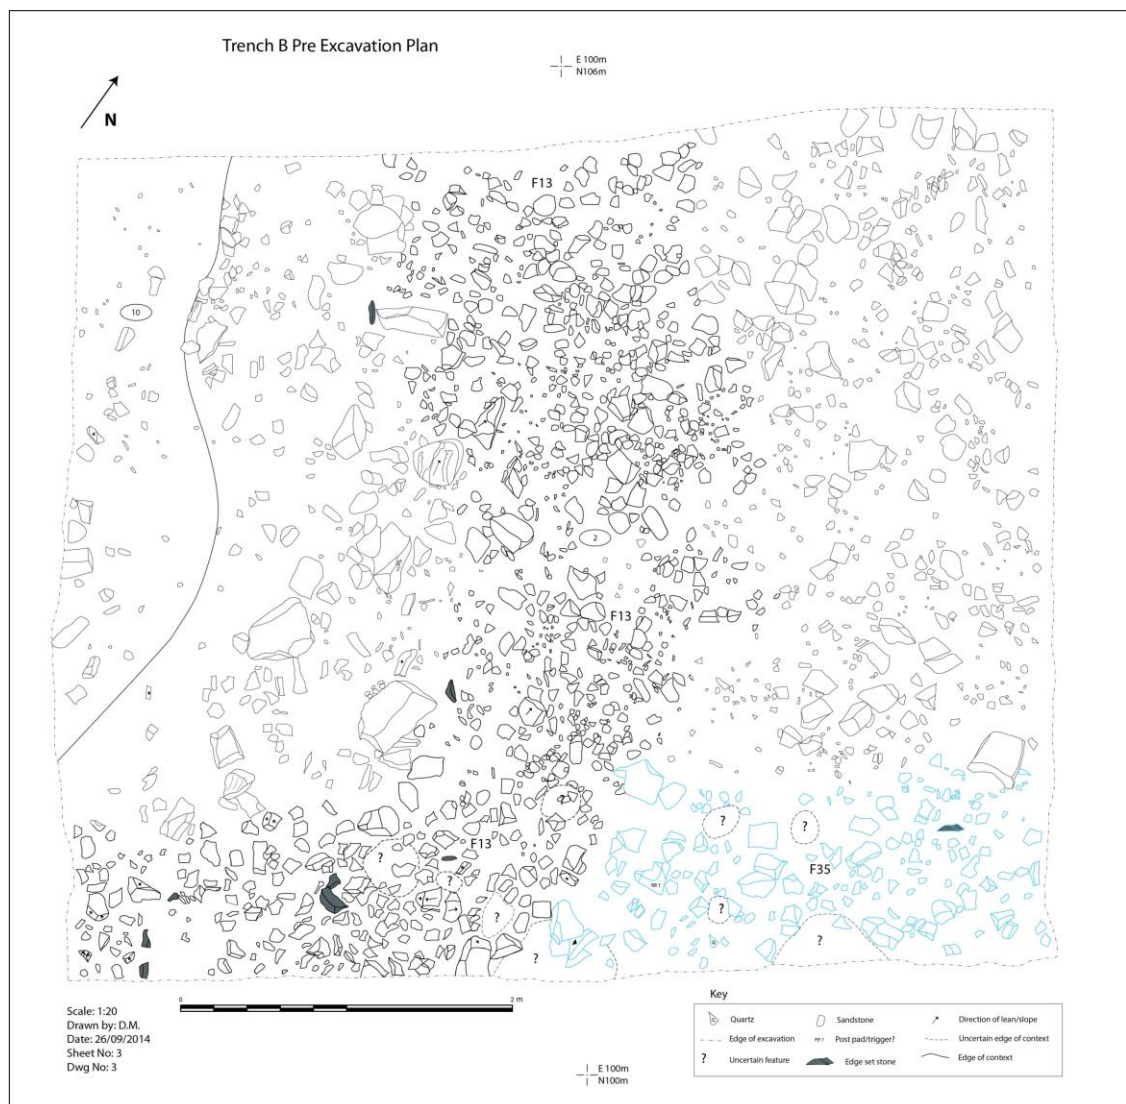 Trench B Pre Excavation Plan
E 100m
N106m
N
F13
10
2
F13
F13
?
?
?
?
?
F35
?
?
?
?
0
2 m
Scale: 1:20
Drawn by: D.M.
Date: 26/09/2014
Sheet No: 3
Dwg No: 3
E 100m
N100m
Key
Quartz
Sandstone
Direction of lean/slope
Edge of excavation
Post pad/trigger?
Uncertain edge of context
?
Uncertain feature
Edge set stone
Edge of context